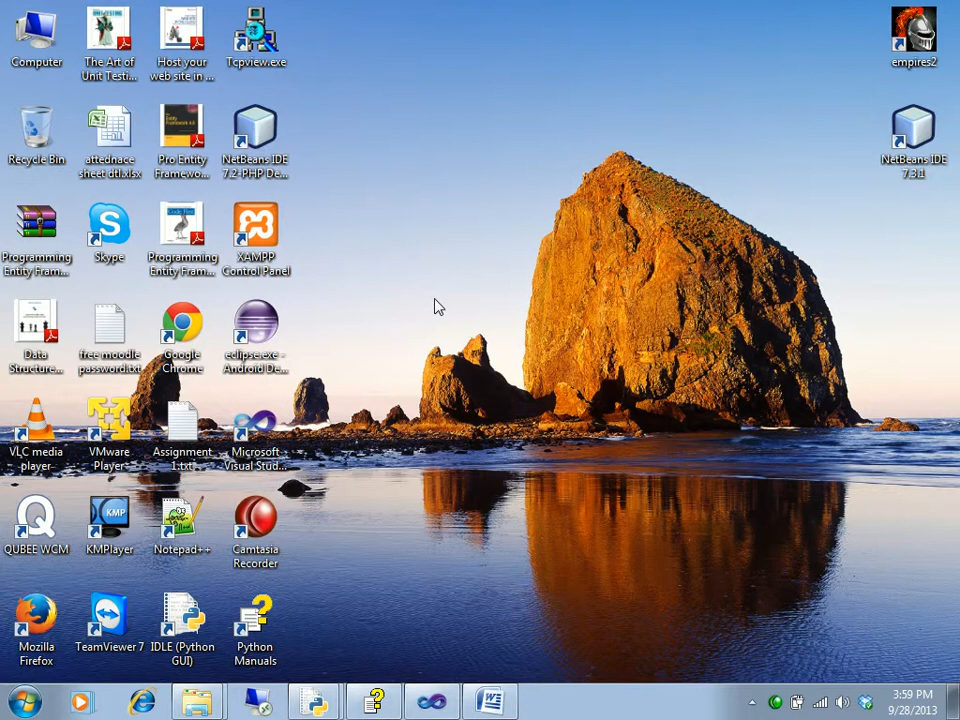 Computer
The Art of
Unit Testi...
Host your
web site in ...
Tcpview.exe
empires2
Recycle Bin
attednace
sheet dtl.xlsx
Pro Entity
Framewo...
NetBeans IDE
7.2-PHP De...
NetBeans IDE
7.3.1
Programming
Entity Fram...
Skype
Programming
Entity Fram...
XAMPP
Control Panel
Data
Structure...
free moodle
password.txt
Google
Chrome
eclipse.exe -
Android De...
VLC media
player
VMware
Player
Assignment
1.txt
Microsoft
Visual Stud...
QUBEE WCM
KMP
KMPlayer
Notepad++
Camtasia
Recorder
Mozilla
Firefox
TeamViewer 7
IDLE (Python
GUI)
Python
Manuals
3:59 PM
9/28/2013